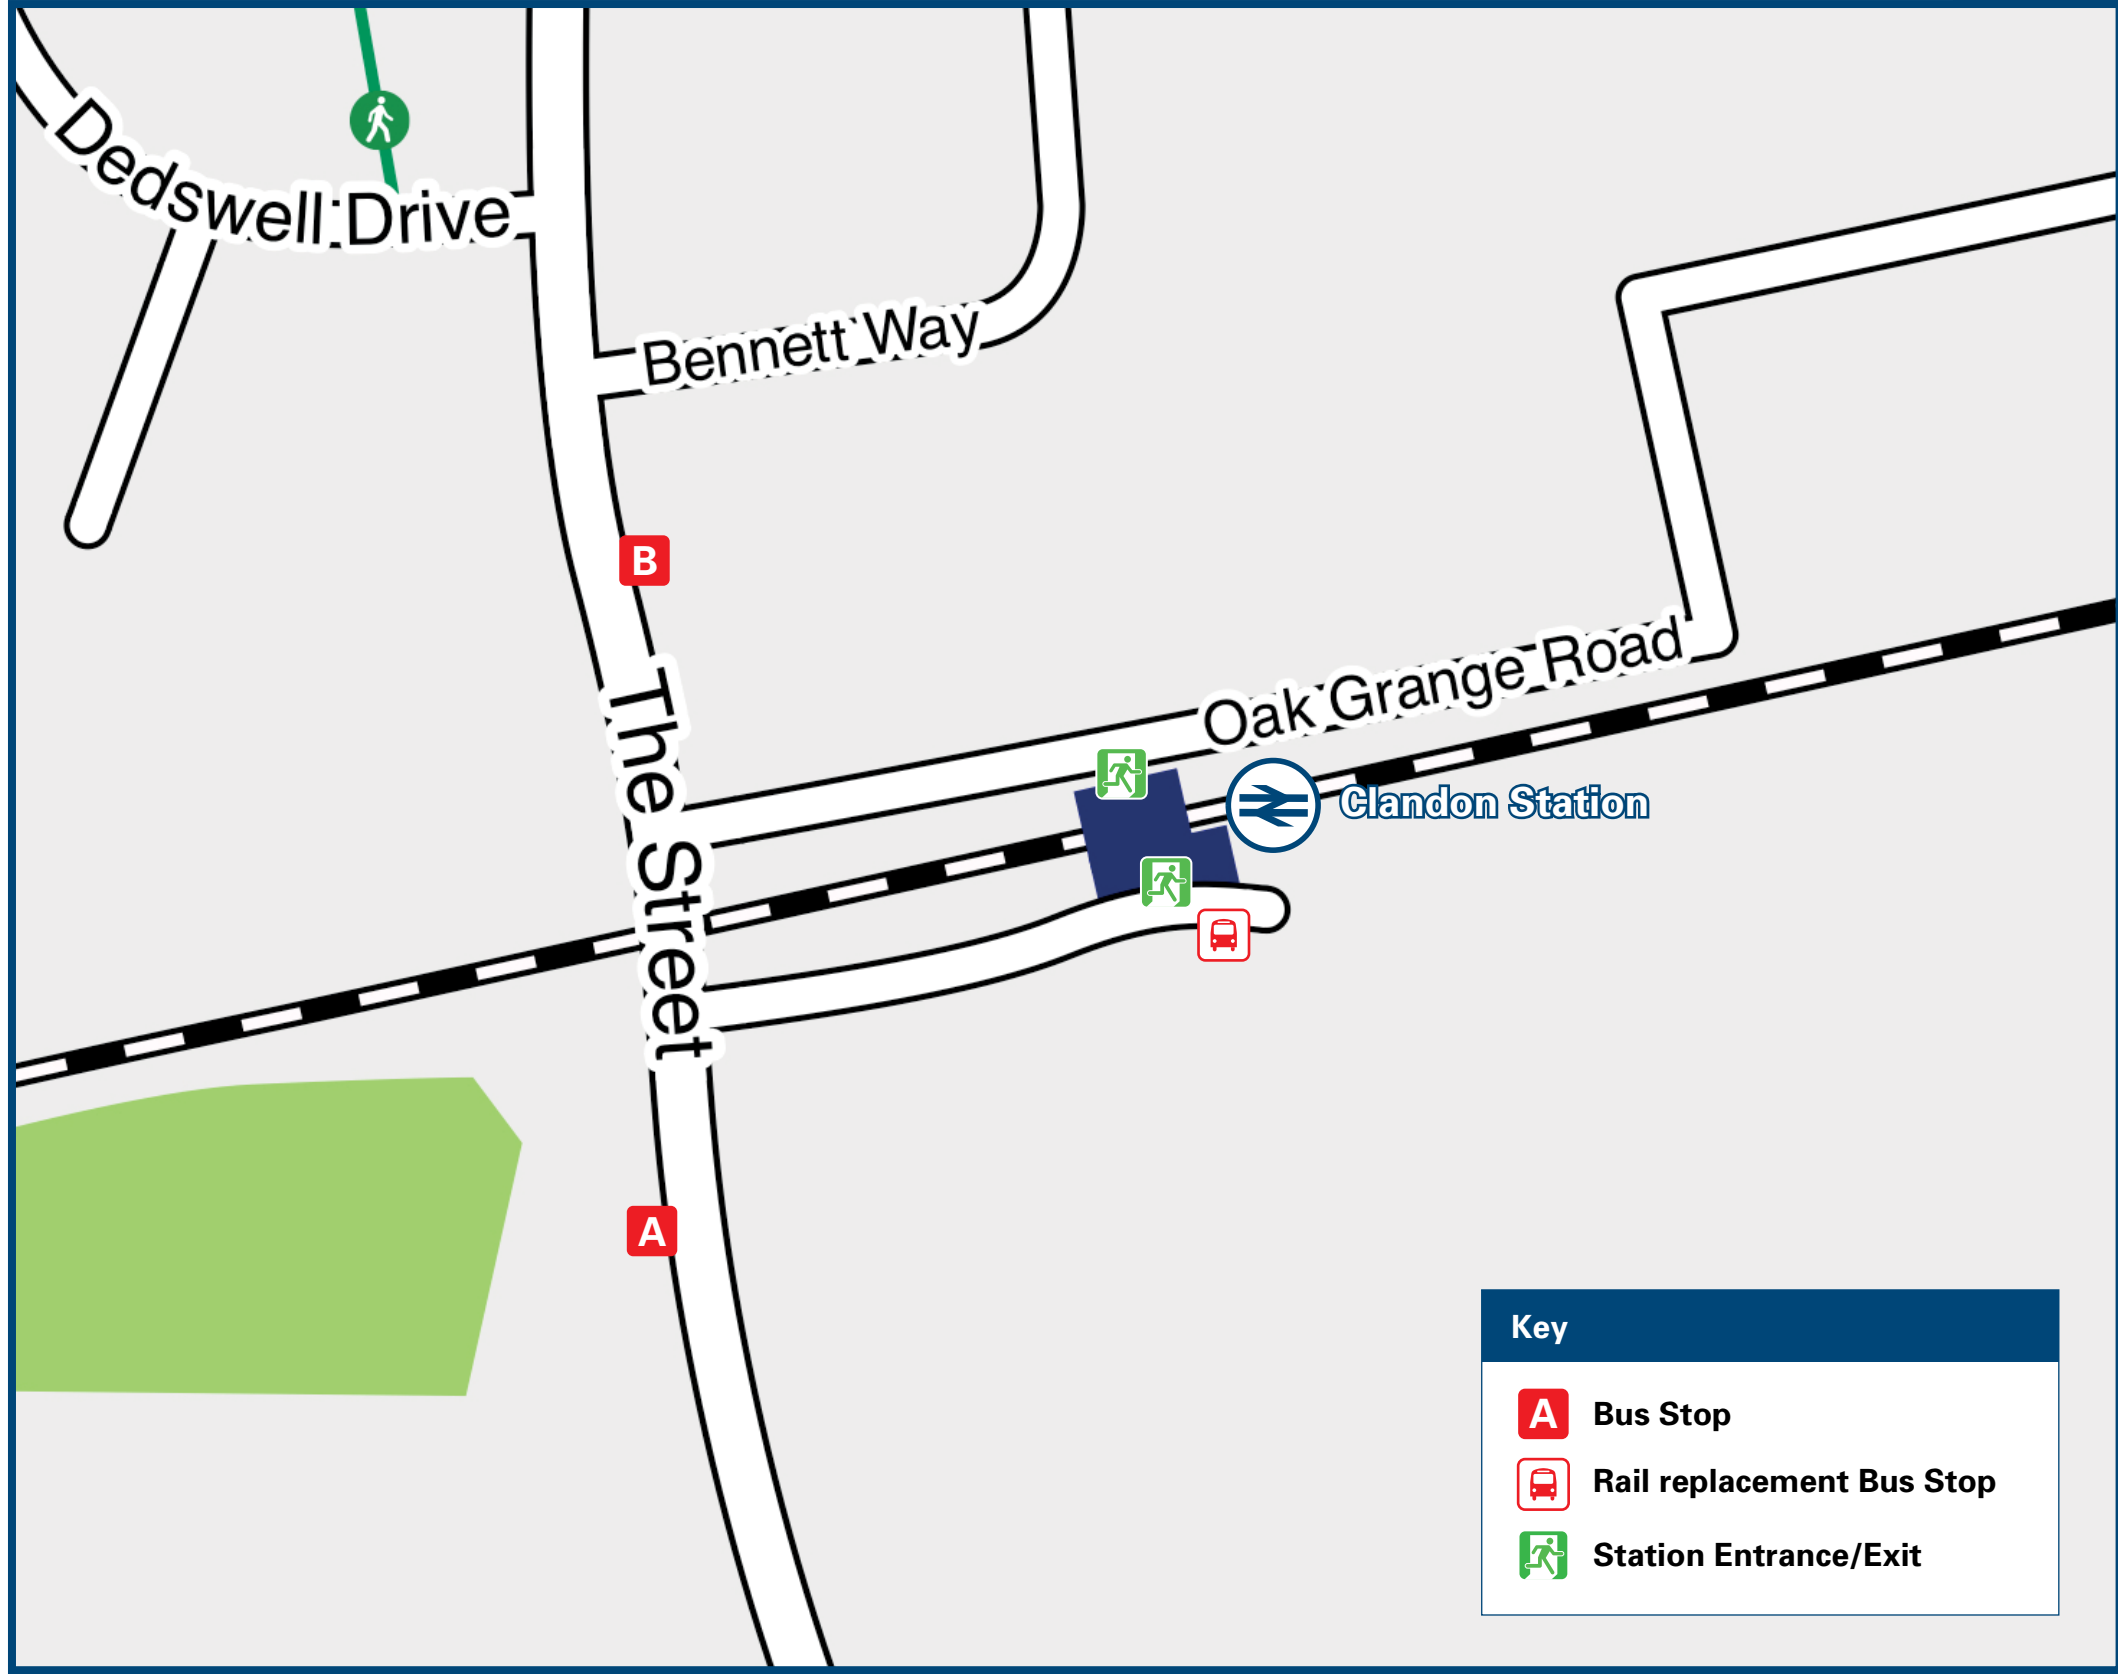 Dedswell Drive
Bennett Way
B
The Street
Oak Grange Road
Clandon Station
A
Key
A Bus Stop
Rail replacement Bus Stop
Station Entrance/Exit